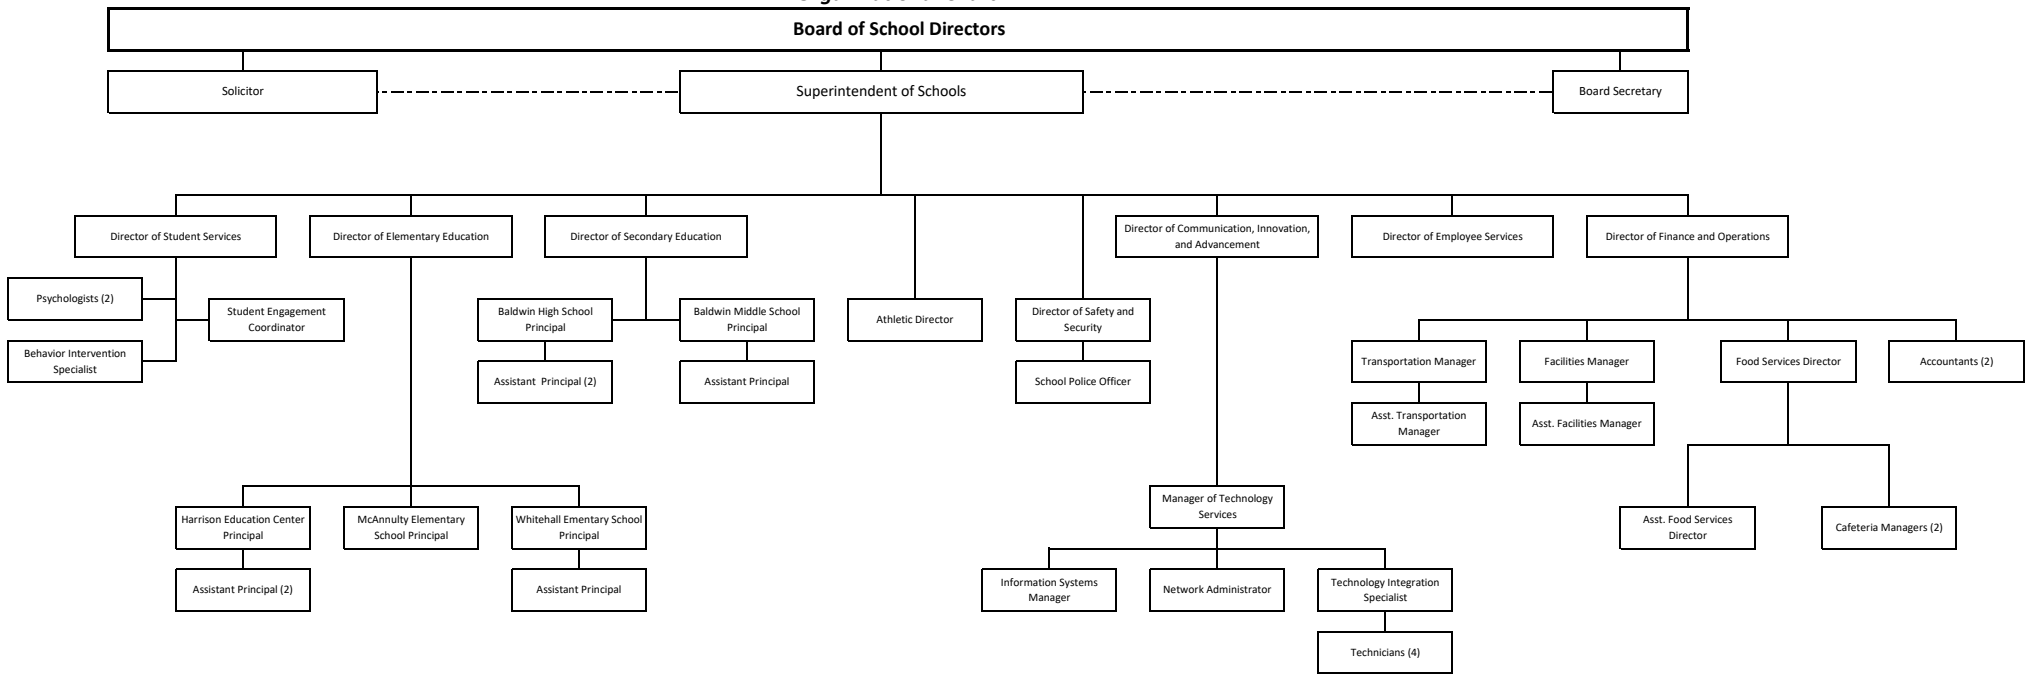 Board of School Directors
Solicitor
Superintendent of Schools
Board Secretary
Director of Student Services
Director of Elementary Education
Director of Secondary Education
Director of Communication, Innovation,
and Advancement
Director of Employee Services
Director of Finance and Operations
Psychologists (2)
Student Engagement
Coordinator
Behavior Intervention
Specialist
Baldwin High School
Principal
Baldwin Middle School
Principal
Athletic Director
Director of Safety and
Security
Assistant Principal (2)
Assistant Principal
School Police Officer
Transportation Manager
Facilities Manager
Food Services Director
Accountants (2)
Asst. Transportation
Manager
Asst. Facilities Manager
Harrison Education Center
Principal
McAnnulty Elementary
School Principal
Whitehall Ementary School
Principal
Manager of Technology
Services
Asst. Food Services
Director
Cafeteria Managers (2)
Assistant Principal (2)
Assistant Principal
Information Systems
Manager
Network Administrator
Technology Integration
Specialist
Technicians (4)